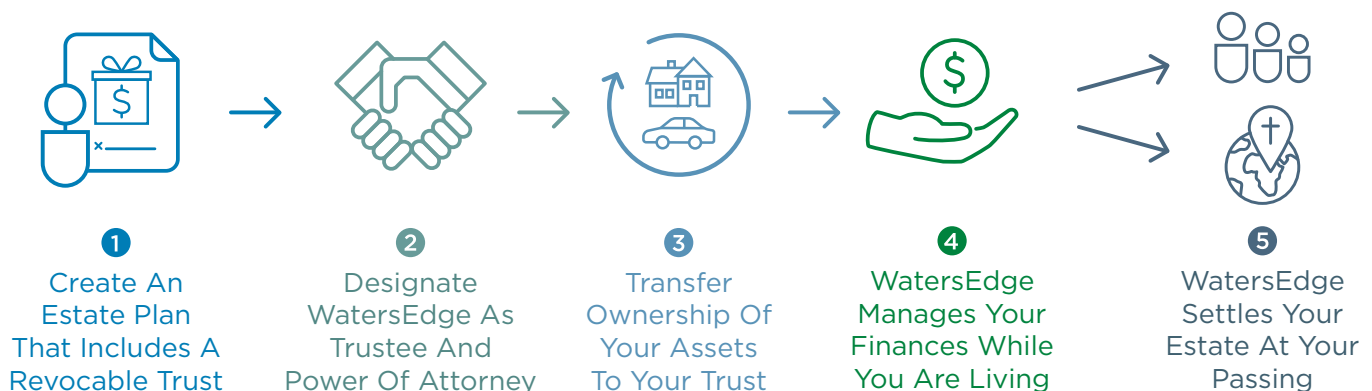 $
x
$
1
Create An
Estate Plan
That Includes A
Revocable Trust
2
Designate
WatersEdge As
Trustee And
Power Of Attorney
3
Transfer
Ownership Of
Your Assets
To Your Trust
4
WatersEdge
Manages Your
Finances While
You Are Living
5
WatersEdge
Settles Your
Estate At Your
Passing